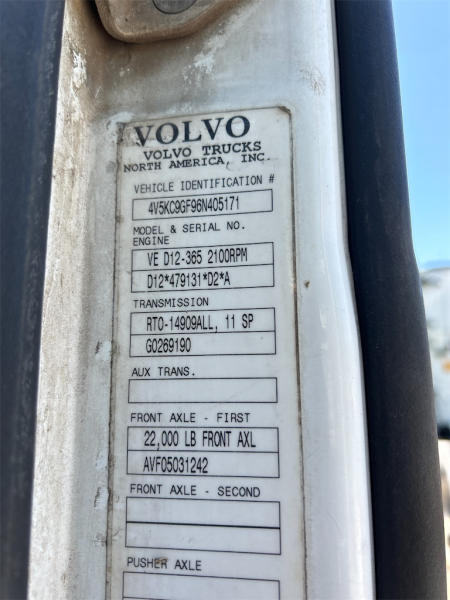 VOLVO
VOLVO TRUCKS
NORTH AMERICA, INC.
VEHICLE IDENTIFICATION #
4V5KC9GF96N405171
MODEL & SERIAL NO.
ENGINE
VE D12-365 2100RPM
D12*479131*D2*A
TRANSMISSION
RTO-14909ALL, 11 SP
G0269190
AUX TRANS.
FRONT AXLE - FIRST
22,000 LB FRONT AXL
AVF05031242
FRONT AXLE - SECOND
PUSHER AXLE